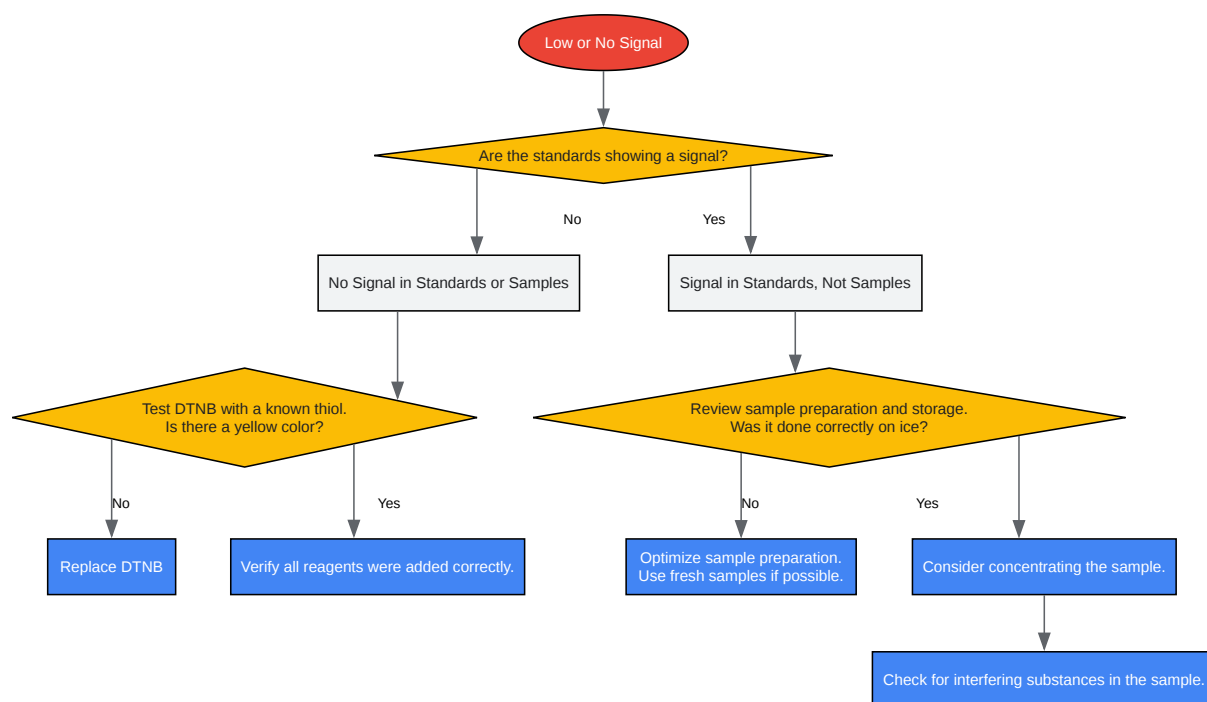 Low or No Signal
Are the standards showing a signal?
No
Yes
No Signal in Standards or Samples
Signal in Standards, Not Samples
Test DTNB with a known thiol.
Is there a yellow color?
Review sample preparation and storage.
Was it done correctly on ice?
No
Yes
No
Yes
Replace DTNB
Verify all reagents were added correctly.
Optimize sample preparation.
Use fresh samples if possible.
Consider concentrating the sample.
Check for interfering substances in the sample.